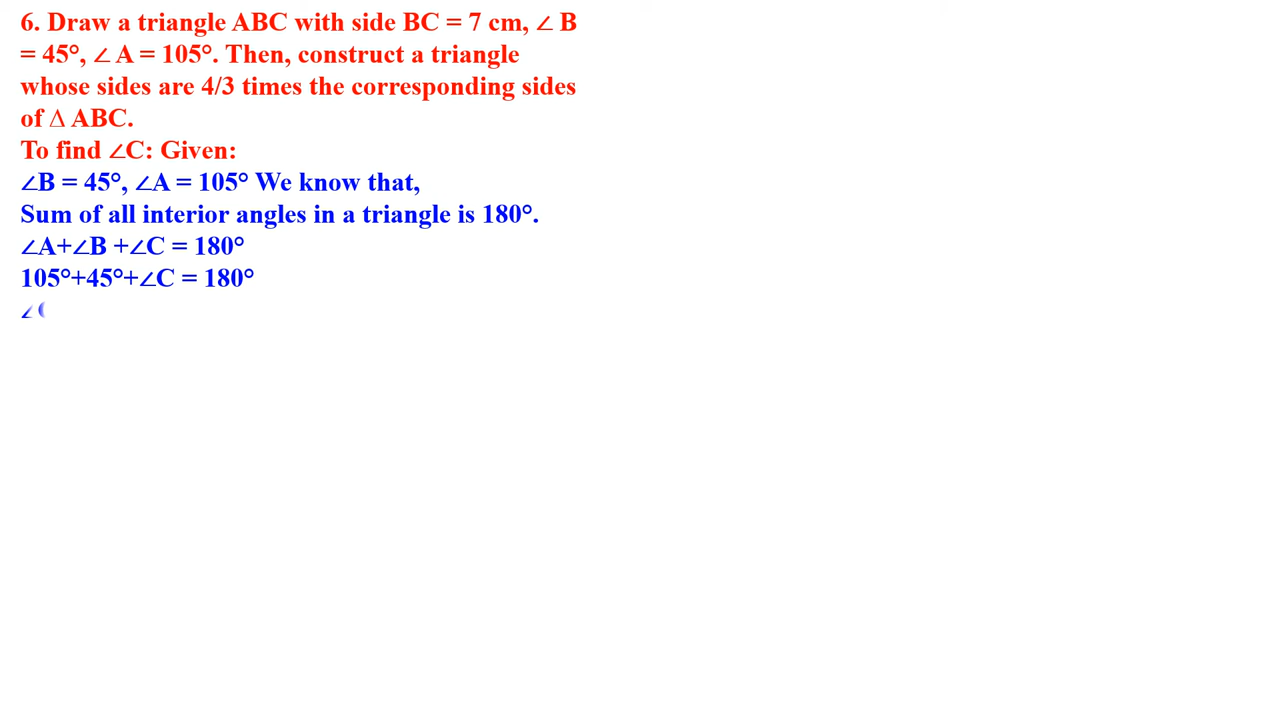 6. Draw a triangle ABC with side BC = 7 cm, ∠ B
= 45°, ∠ A = 105°. Then, construct a triangle
whose sides are 4/3 times the corresponding sides
of Δ ABC.
To find ∠C: Given:
∠B = 45°, ∠A = 105° We know that,
Sum of all interior angles in a triangle is 180°.
∠A+∠B +∠C = 180°
105°+45°+∠C = 180°
∠